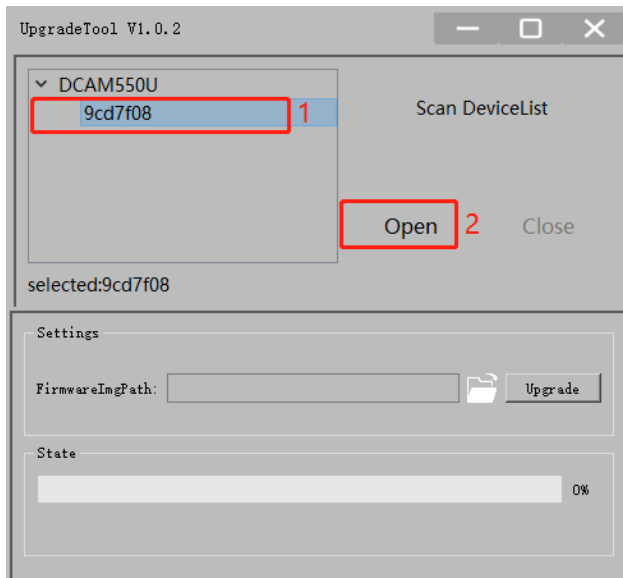 UpgradeTool V1.0.2
DCAM550U
9cd7f08 1
Scan DeviceList
Open 2 Close
selected:9cd7f08
Settings
FirmwareImgPath: Upgrade
State
0%